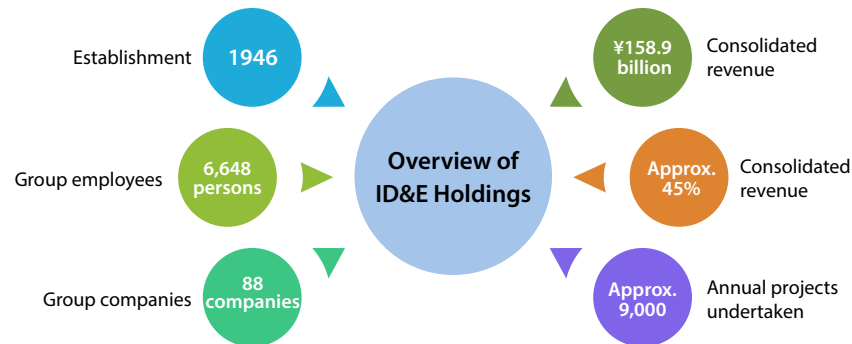 Establishment
1946
¥158.9
billion
Consolidated
revenue
Group employees
6,648
persons
Overview of
ID&E Holdings
Approx.
45%
Consolidated
revenue
Group companies
88
companies
Approx.
9,000
Annual projects
undertaken